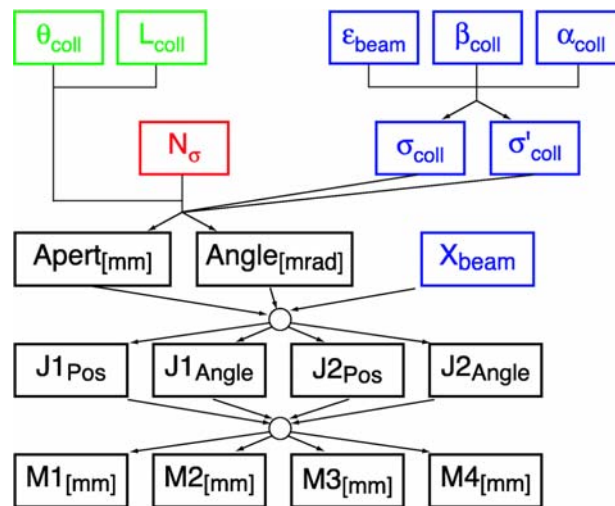 θcoll Lcoll εbeam βcoll αcoll
Nσ σcoll σ'coll
Apert[mm] Angle[mrad] Xbeam
J1Pos J1Angle J2Pos J2Angle
M1[mm] M2[mm] M3[mm] M4[mm]